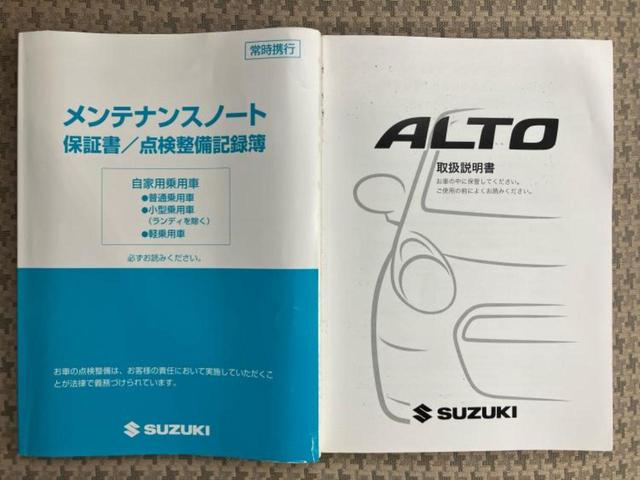 常時携行
メンテナンスノート
保証書/点検整備記録簿
自家用乗用車
●普通乗用車
●小型乗用車
(ランディを除く)
●軽乗用車
必ずお読みください。
お車の点検整備は、お客様の責任において実施していただくこ
とが法律で義務づけられています。
SUZUKI
ALTO
取扱説明書
お車の中に保管してください。
ご使用の前によくお読みください。
SUZUKI